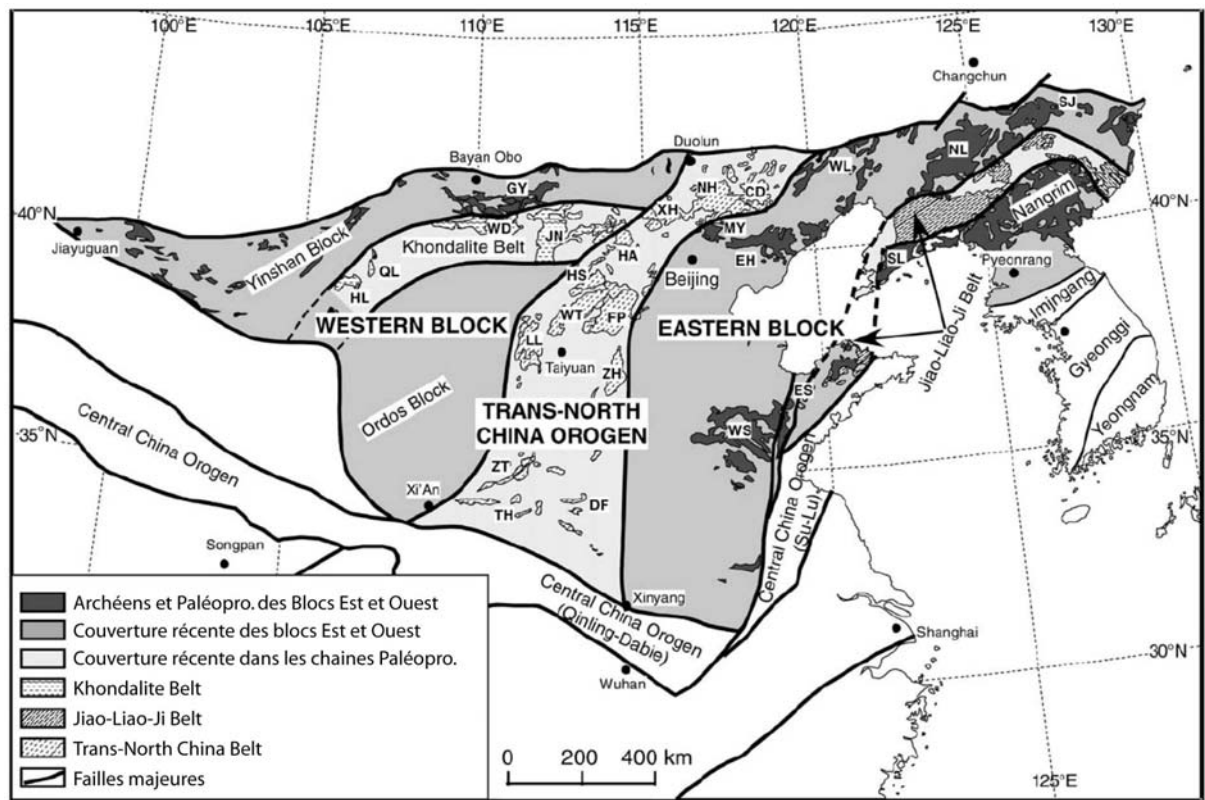 100°E
105°E
110°E
115°E
120°E
125°E
130°E
Changchun
SJ
Duolun
NL
WL
Bayan Obo
GY
NH
CD
40°N
XH
Nangrim
40°N
Jiayuguan
WD
JN
MY
Yinshan Block
Khondalite Belt
HA
EH
SL
Pyeonrang
QL
HS
Beijing
HL
Imjngang
WT
FP
WESTERN BLOCK
EASTERN BLOCK
LL
Taiyuan
Jiao-Liao-Ji Belt
Gyeonggi
ZH
Ordos Block
ES
TRANS-NORTH
CHINA OROGEN
Yeongnam
WS
35°N
35°N
Central China Orogen
ZT
Xi'An
DF
TH
Central China Orogen
(Su-Lu)
Songpan
Xinyang
Central China Orogen
(Qinling-Dabie)
Shanghai
30°N
Wuhan
Archéens et Paléopro. des Blocs Est et Ouest
Couverture récente des blocs Est et Ouest
Couverture récente dans les chaines Paléopro.
Khondalite Belt
Jiao-Liao-Ji Belt
Trans-North China Belt
Failles majeures
0 200 400 km
125°E